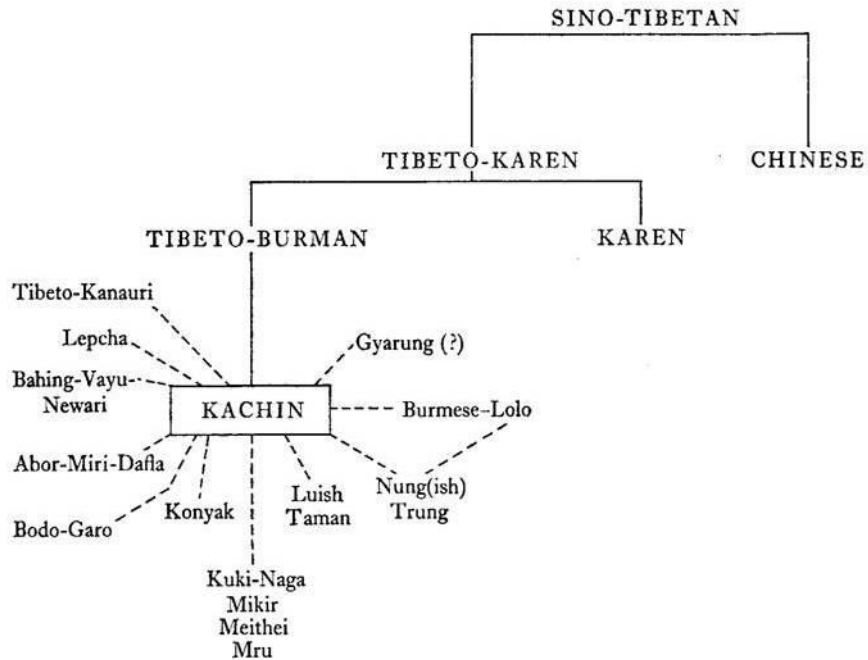 SINO-TIBETAN
TIBETO-KAREN
CHINESE
TIBETO-BURMAN
KAREN
Tibeto-Kanauri
Lepcha
Gyarung (?)
Bahing-Vayu-
Newari
KACHIN
Burmese-Lolo
Abor-Miri-Dafla
Bodo-Garo
Konyak
Luish
Taman
Nung(ish)
Trung
Kuki-Naga
Mikir
Meithei
Mru